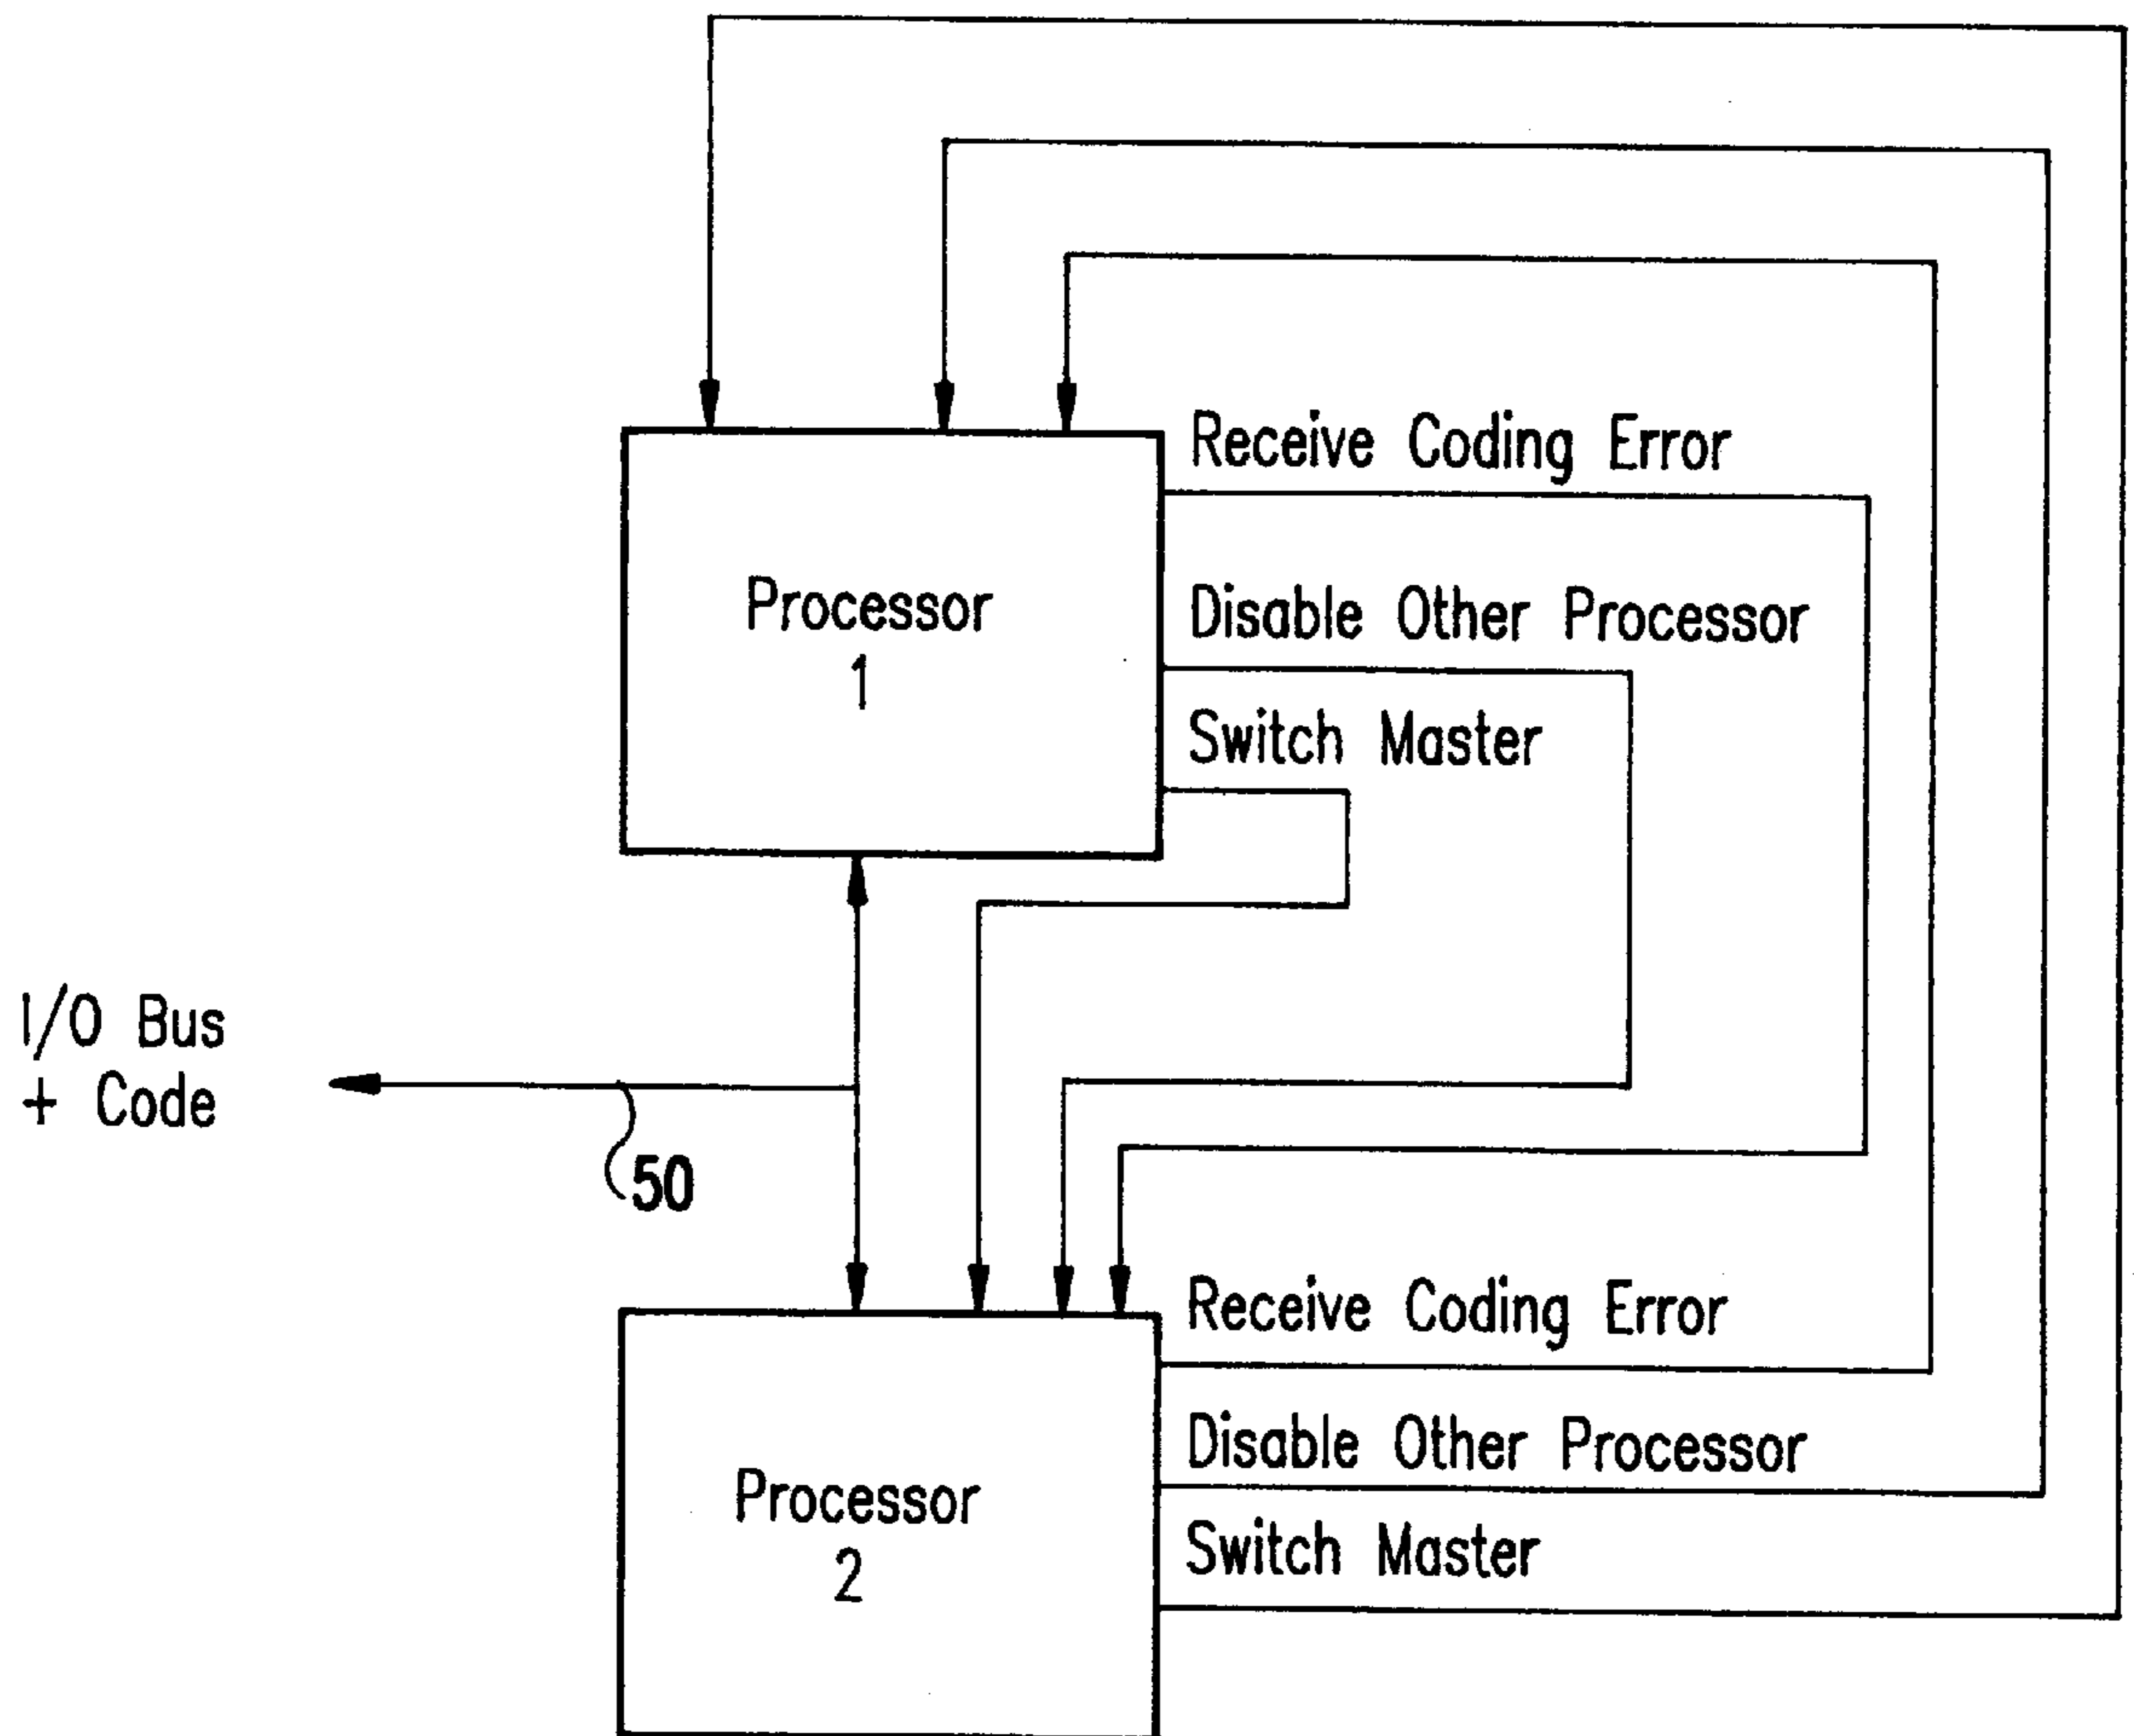 Receive Coding Error
Processor
1
Disable Other Processor
Switch Master
I/O Bus
+ Code
50
Receive Coding Error
Disable Other Processor
Processor
2
Switch Master